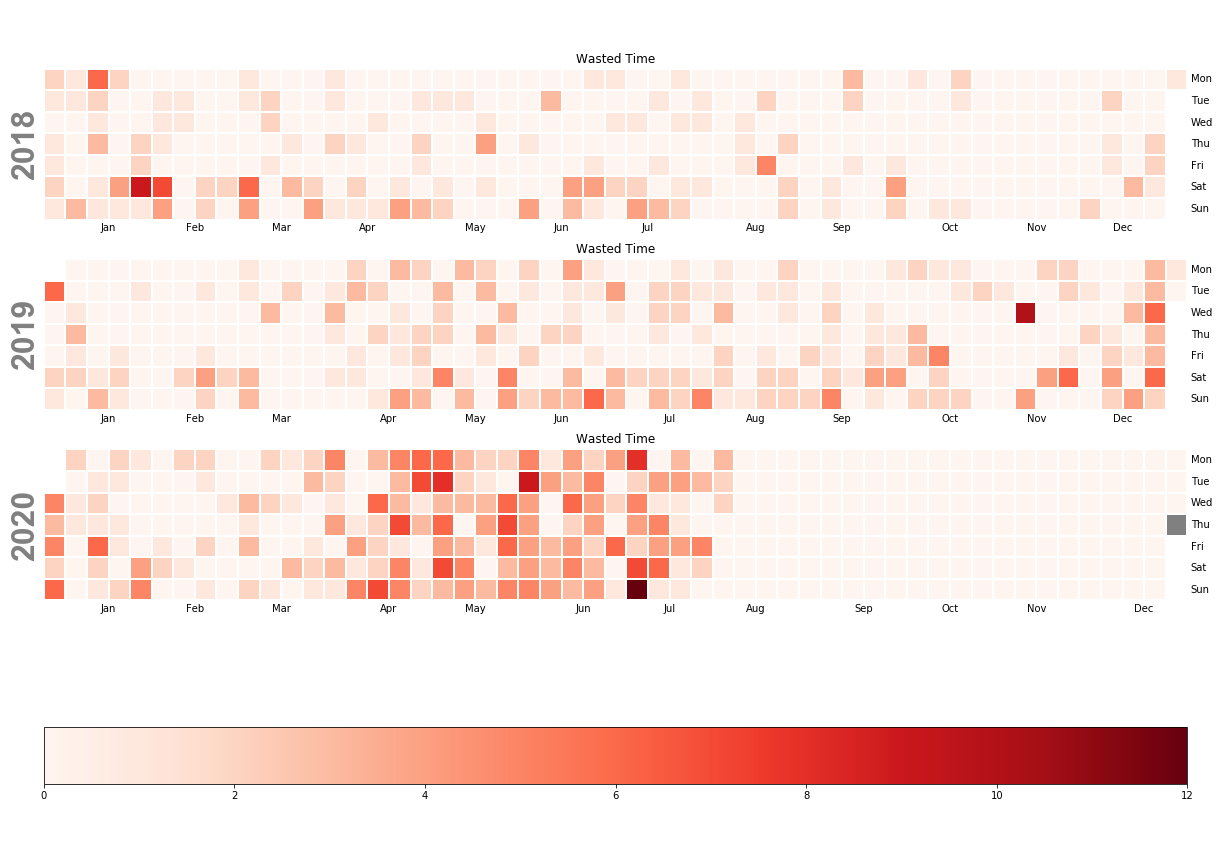 Wasted Time
2018
Mon
Tue
Wed
Thu
Fri
Sat
Sun
Jan Feb Mar Apr May Jun Jul Aug Sep Oct Nov Dec
Wasted Time
2019
Mon
Tue
Wed
Thu
Fri
Sat
Sun
Jan Feb Mar Apr May Jun Jul Aug Sep Oct Nov Dec
Wasted Time
2020
Mon
Tue
Wed
Thu
Fri
Sat
Sun
Jan Feb Mar Apr May Jun Jul Aug Sep Oct Nov Dec
0 2 4 6 8 10 12